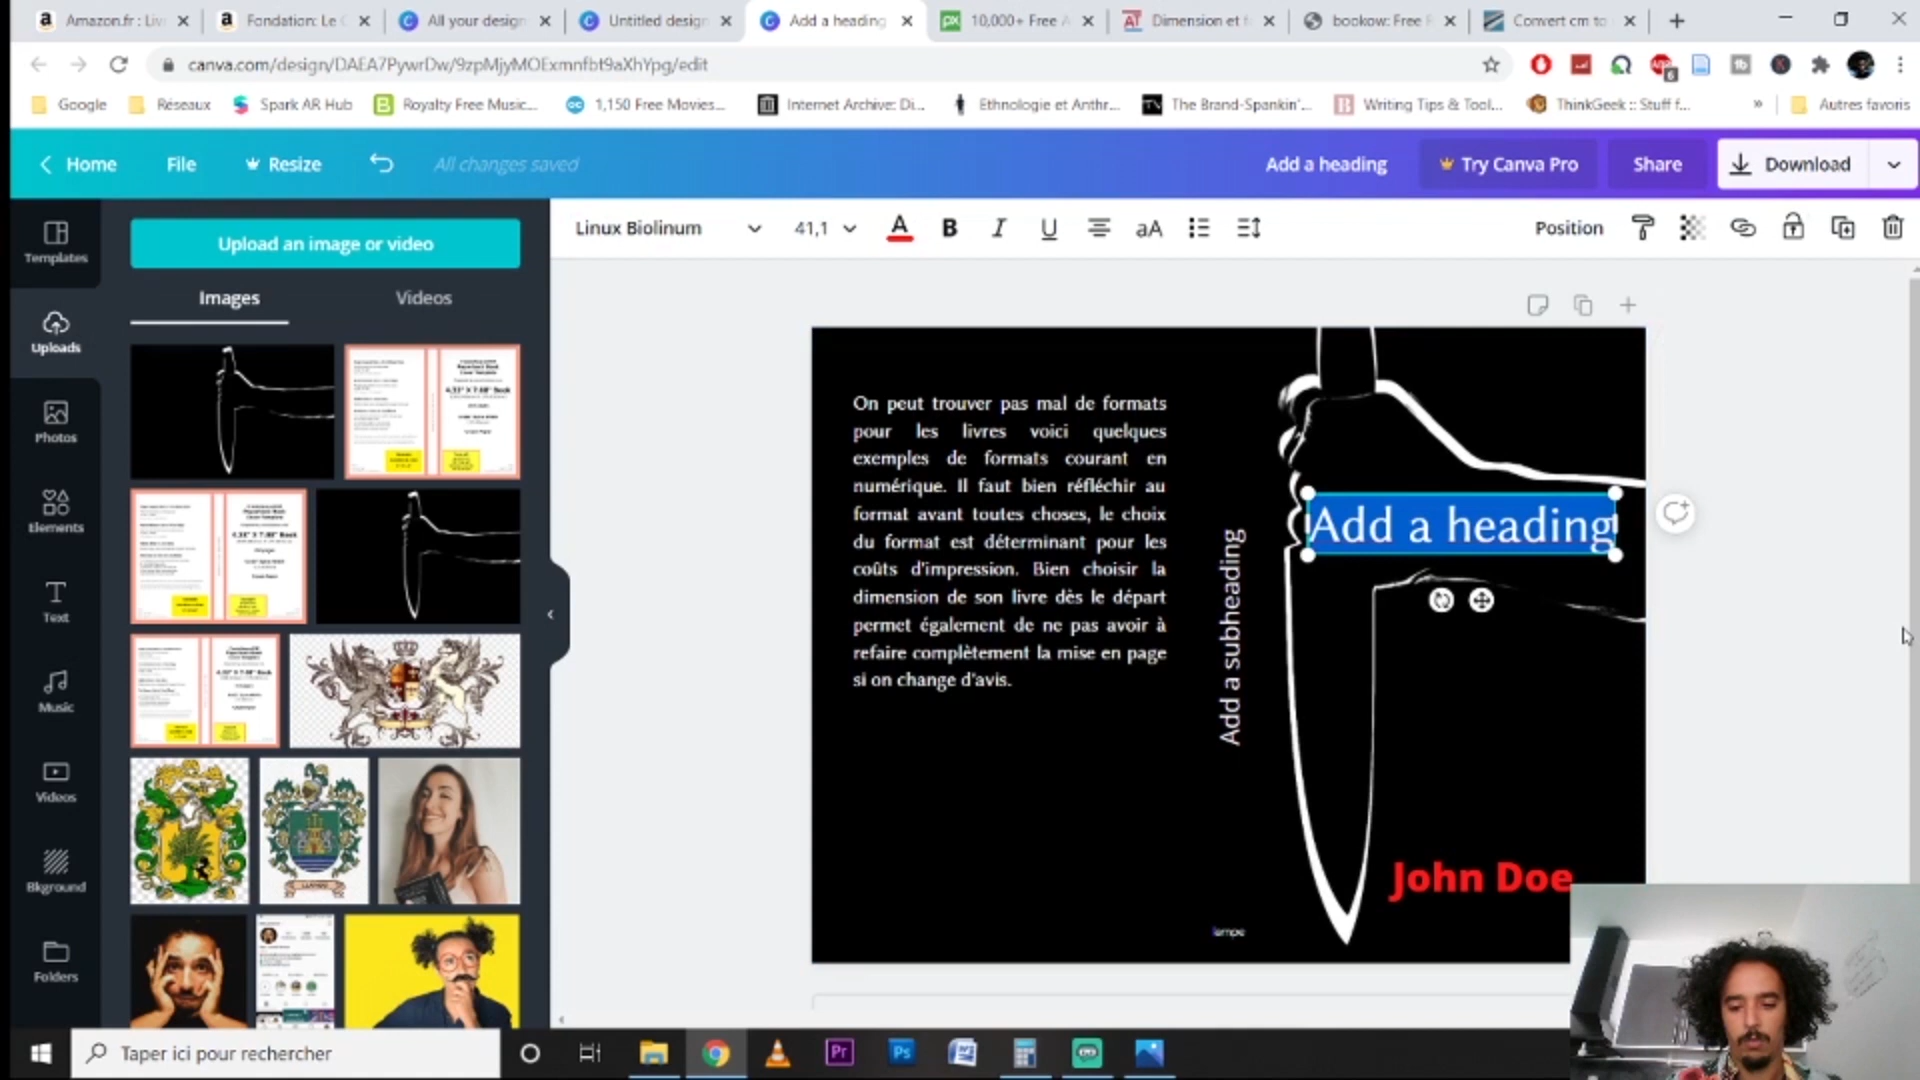 Amazon.fr : Liv
Fondation: Le C
All your design
Untitled design
Add a heading
10,000+ Free A
Dimension et f
bookow: Free
Convert cm to
canva.com/design/DAEA7PywrDw/9zpMjyMOExmnfbt9aXhYpg/edit
Google
Réseaux
Spark AR Hub
Royalty Free Music...
1,150 Free Movies...
Internet Archive: Di...
Ethnologie et Anthr...
The Brand-Spankin'...
Writing Tips & Tool...
ThinkGeek :: Stuff f...
»
Autres favoris
Home
File
Resize
All changes saved
Add a heading
Try Canva Pro
Share
Download
Templates
Uploads
Photos
Elements
Text
Music
Videos
Bkground
Folders
Upload an image or video
Images
Videos
Linux Biolinum
41,1
A
B
I
U
aA
Position
On peut trouver pas mal de formats
pour les livres voici quelques
exemples de formats courant en
numérique. Il faut bien réfléchir au
format avant toutes choses, le choix
du format est déterminant pour les
coûts d'impression. Bien choisir la
dimension de son livre dès le départ
permet également de ne pas avoir à
refaire complètement la mise en page
si on change d'avis.
Add a subheading
Add a heading
John Doe
Taper ici pour rechercher
Pr
Ps